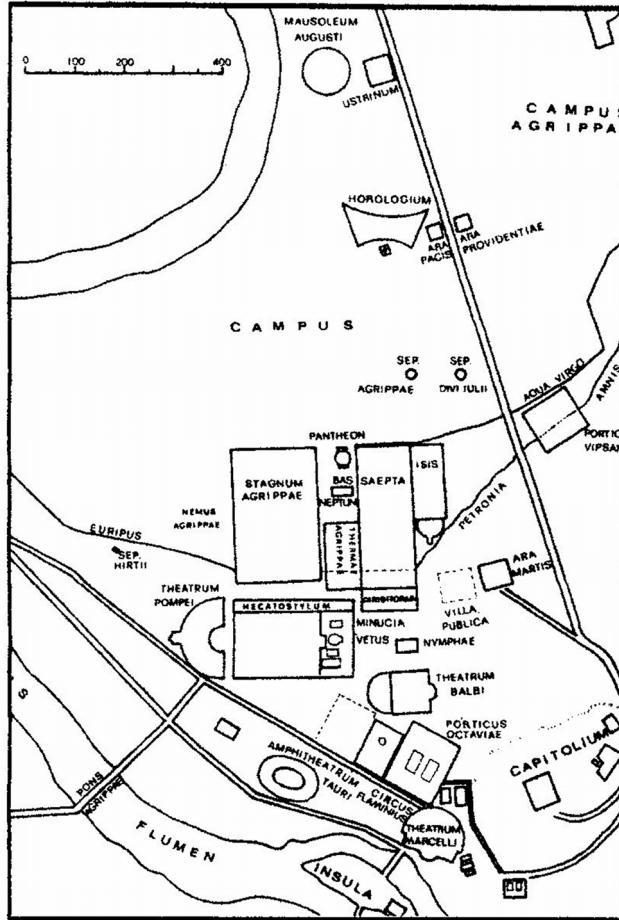 MAUSOLEUM
AUGUSTI
0 100 200 400
USTRINUM
CAMPUS
AGRIPPAE
HOROLOGIUM
ARA
PACIS
ARA
PROVIDENTIAE
CAMPUS
SEP.
AGRIPPAE
SEP.
DIVI IULII
AQUA VIRGO
AMNIS
PANTHEON
PORTIC
VIPSAN
STAGNUM
AGRIPPAE
BAS
NEPTUNI
SAEPTA
ISIS
NEMUS
AGRIPPAE
PETRONIA
EURIPUS
THERMAE
AGRIPPAE
SEP.
HIRTII
ARA
MARTIS
THEATRUM
POMPEI
HECATOSTYLUM
DIRIBITORIUM
VILLA
PUBLICA
MINUCIA
VETUS
NYMPHAE
THEATRUM
BALBI
S
PORTICUS
OCTAVIAE
CAPITOLIUM
AMPHITHEATRUM
TAURI
CIRCUS
FLAMINIUS
PONS
AGRIPPAE
THEATRUM
MARCELLI
FLUMEN
INSULA